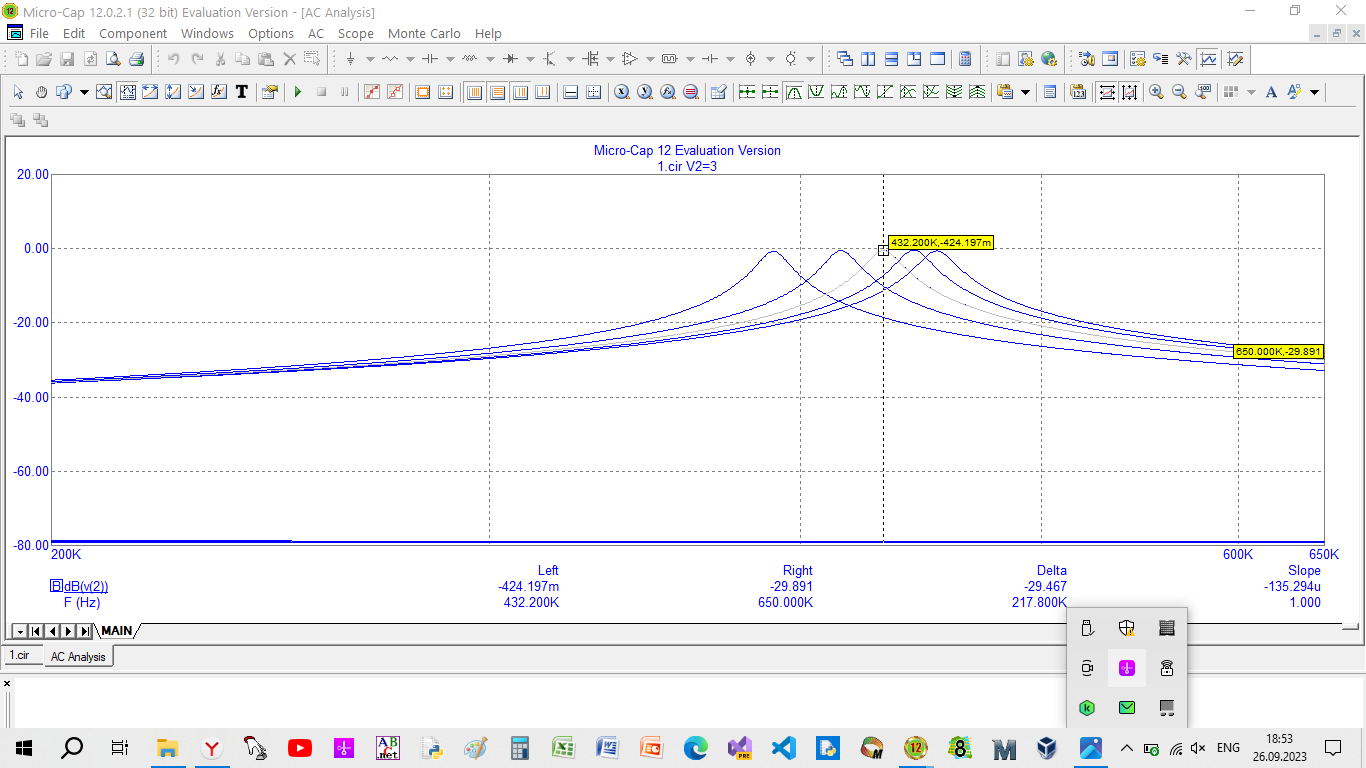 Micro-Cap 12.0.2.1 (32 bit) Evaluation Version - [AC Analysis]
File Edit Component Windows Options AC Scope Monte Carlo Help
Micro-Cap 12 Evaluation Version
1.cir V2=3
20.00
0.00
432.200K,-424.197m
-20.00
650.000K,-29.891
-40.00
-60.00
-80.00
200K 600K 650K
Left Right Delta Slope
dB(v(2)) -424.197m -29.891 -29.467 -135.294u
F (Hz) 432.200K 650.000K 217.800K 1.000
MAIN
1.cir AC Analysis
ENG 18:53
26.09.2023